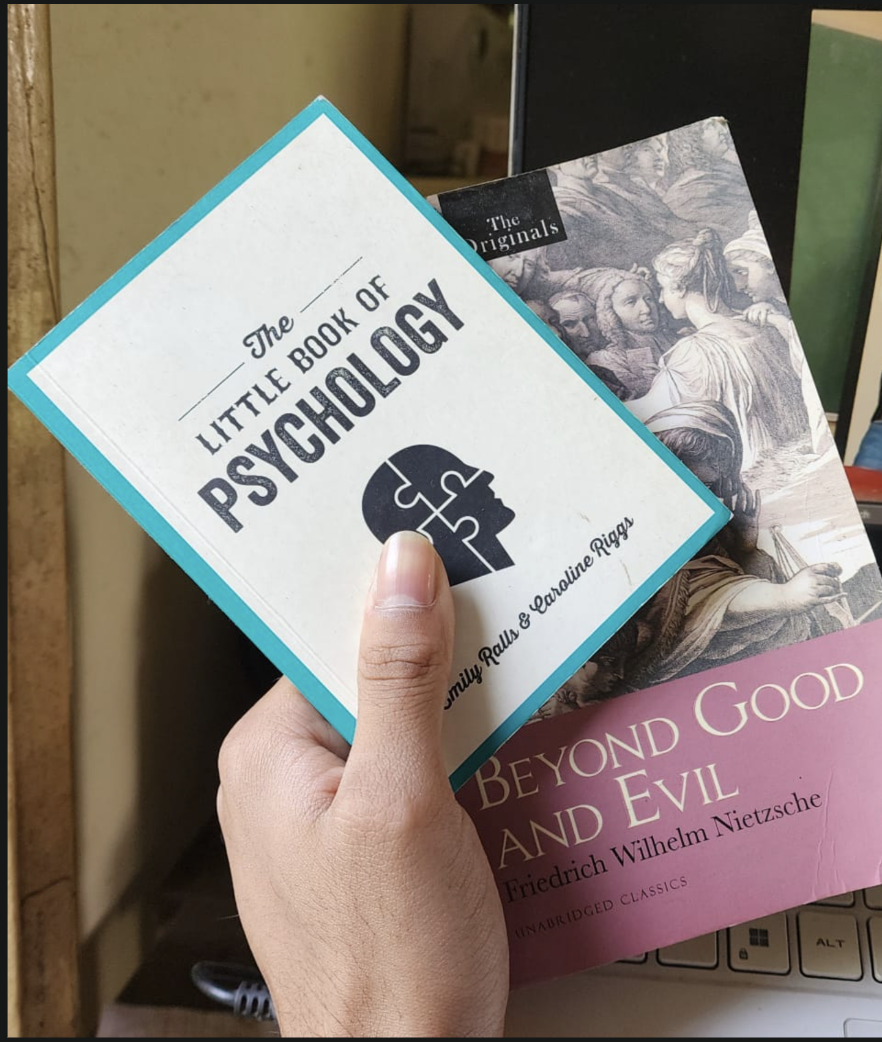 The
LITTLE BOOK OF
PSYCHOLOGY
Emily Ralls & Caroline Riggs
The
Originals
BEYOND GOOD
AND EVIL
Friedrich Wilhelm Nietzsche
UNABRIDGED CLASSICS
ALT